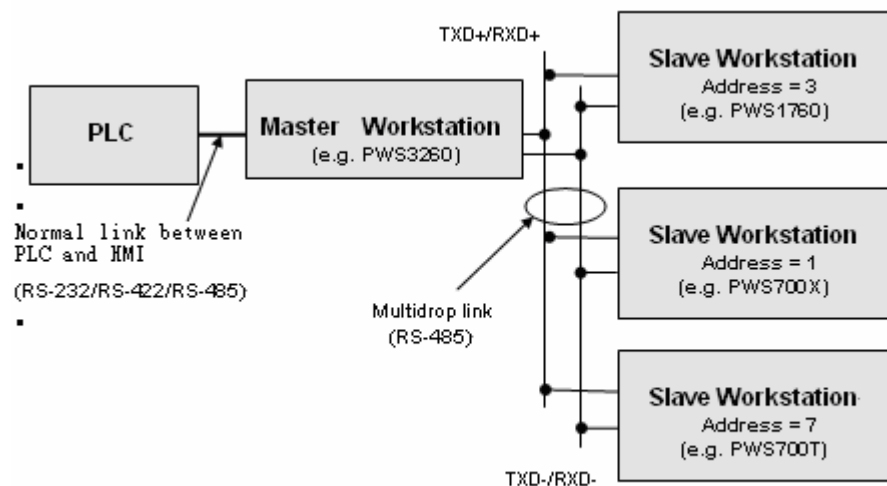 TXD+/RXD+
PLC
Master Workstation
(e.g. PWS3260)
Slave Workstation
Address = 3
(e.g. PWS1760)
Normal link between
PLC and HMI
(RS-232/RS-422/RS-485)
Multidrop link
(RS-485)
Slave Workstation
Address = 1
(e.g. PWS700X)
Slave Workstation
Address = 7
(e.g. PWS700T)
TXD-/RXD-